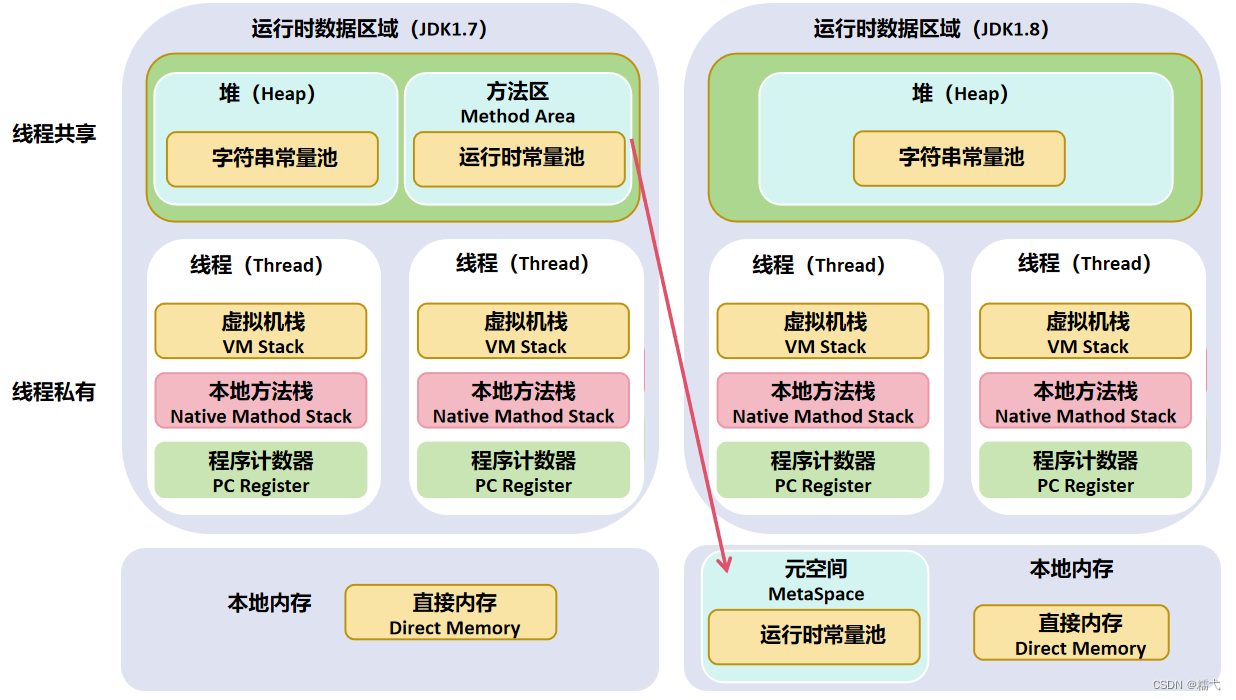 运行时数据区域（JDK1.7）
运行时数据区域（JDK1.8）
线程共享
堆（Heap）
字符串常量池
方法区
Method Area
运行时常量池
堆（Heap）
字符串常量池
线程私有
线程（Thread）
虚拟机栈
VM Stack
本地方法栈
Native Mathod Stack
程序计数器
PC Register
线程（Thread）
虚拟机栈
VM Stack
本地方法栈
Native Mathod Stack
程序计数器
PC Register
线程（Thread）
虚拟机栈
VM Stack
本地方法栈
Native Mathod Stack
程序计数器
PC Register
线程（Thread）
虚拟机栈
VM Stack
本地方法栈
Native Mathod Stack
程序计数器
PC Register
本地内存
直接内存
Direct Memory
元空间
MetaSpace
运行时常量池
本地内存
直接内存
Direct Memory
CSDN @糯弋